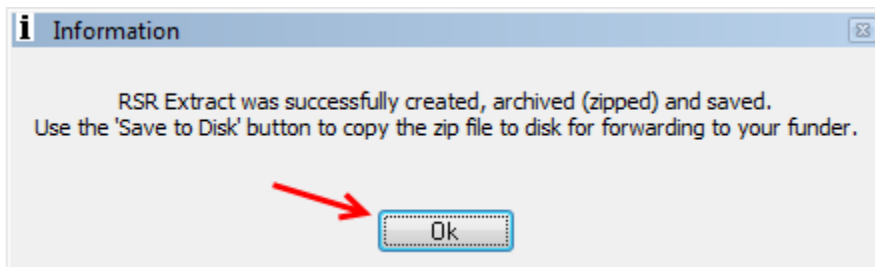 i Information
RSR Extract was successfully created, archived (zipped) and saved.
Use the 'Save to Disk' button to copy the zip file to disk for forwarding to your funder.
Ok